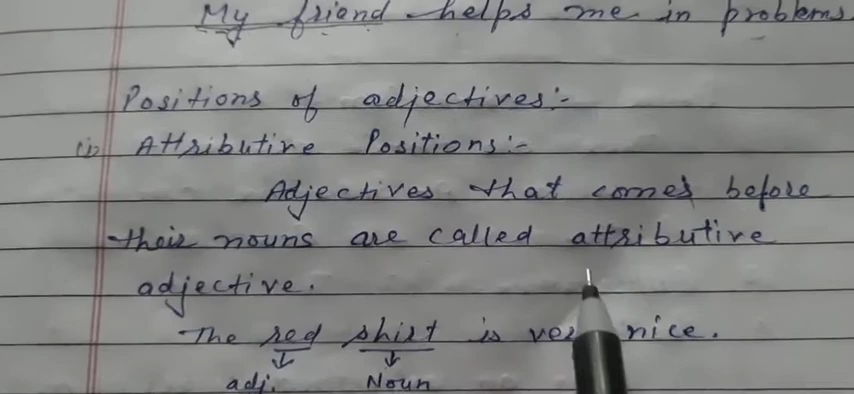 My friend helps me in problems
Positions of adjectives:-
(i) Attributive Positions:-
Adjectives that comes before
their nouns are called attributive
adjective.
The red shirt is nice.
adj. Noun